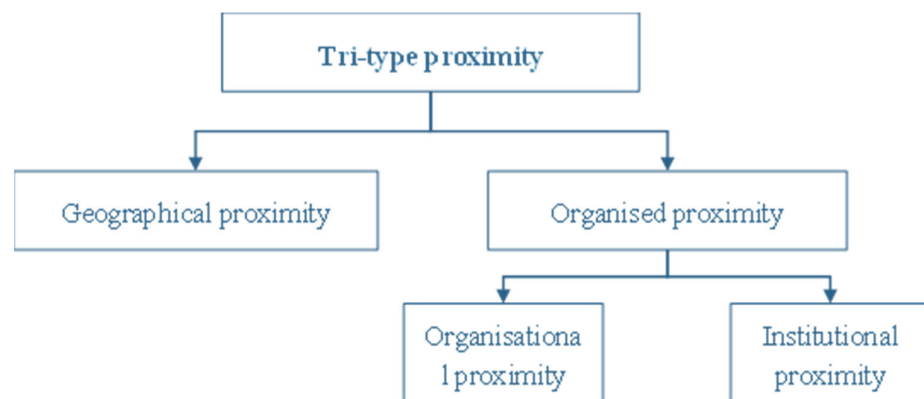 Tri-type proximity
Geographical proximity
Organised proximity
Organisationa
l proximity
Institutional
proximity